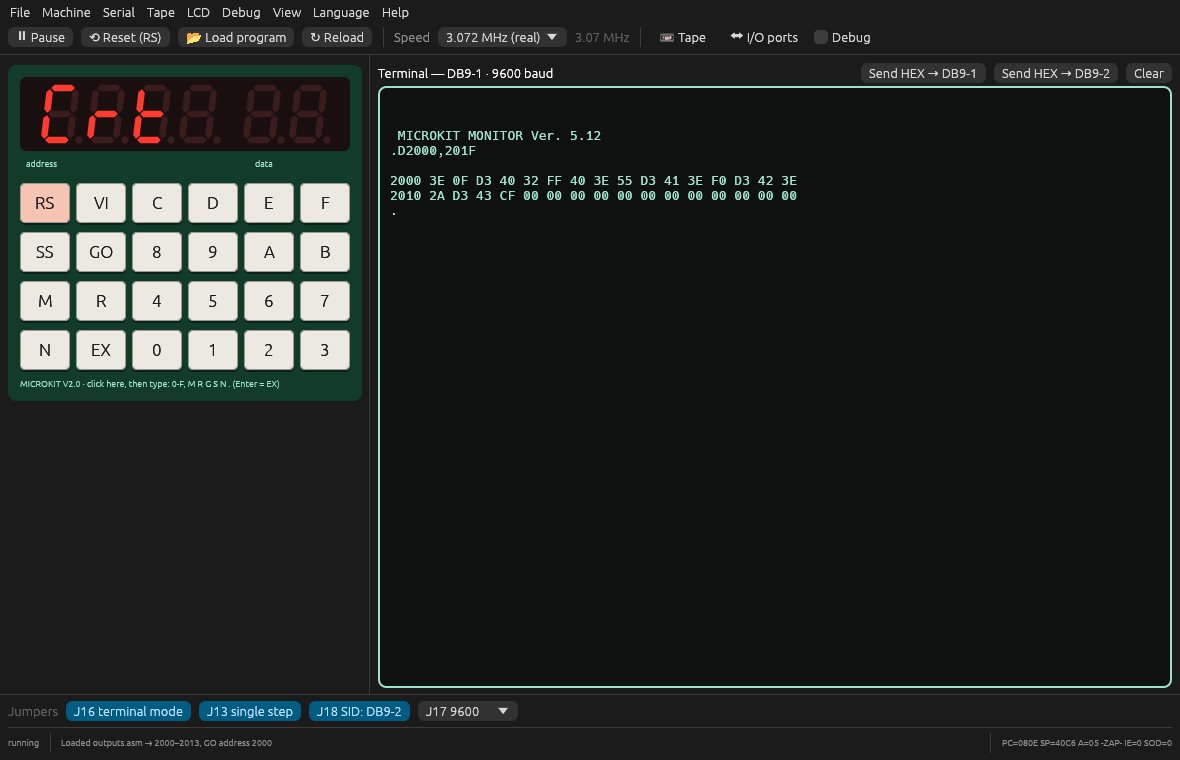 File Machine Serial Tape LCD Debug View Language Help
Pause Reset (RS) Load program Reload Speed 3.072 MHz (real) 3.07 MHz Tape I/O ports Debug
Crt
address data
RS VI C D E F
SS GO 8 9 A B
M R 4 5 6 7
N EX 0 1 2 3
MICROKIT V2.0 · click here, then type: 0-F, M R G S N . (Enter = EX)
Terminal — DB9-1 · 9600 baud Send HEX → DB9-1 Send HEX → DB9-2 Clear
MICROKIT MONITOR Ver. 5.12
.D2000,201F
2000 3E 0F D3 40 32 FF 40 3E 55 D3 41 3E F0 D3 42 3E
2010 2A D3 43 CF 00 00 00 00 00 00 00 00 00 00 00 00
.
Jumpers J16 terminal mode J13 single step J18 SID: DB9-2 J17 9600
running Loaded outputs.asm → 2000–2013, GO address 2000 PC=080E SP=40C6 A=05 -ZAP- IE=0 SOD=0